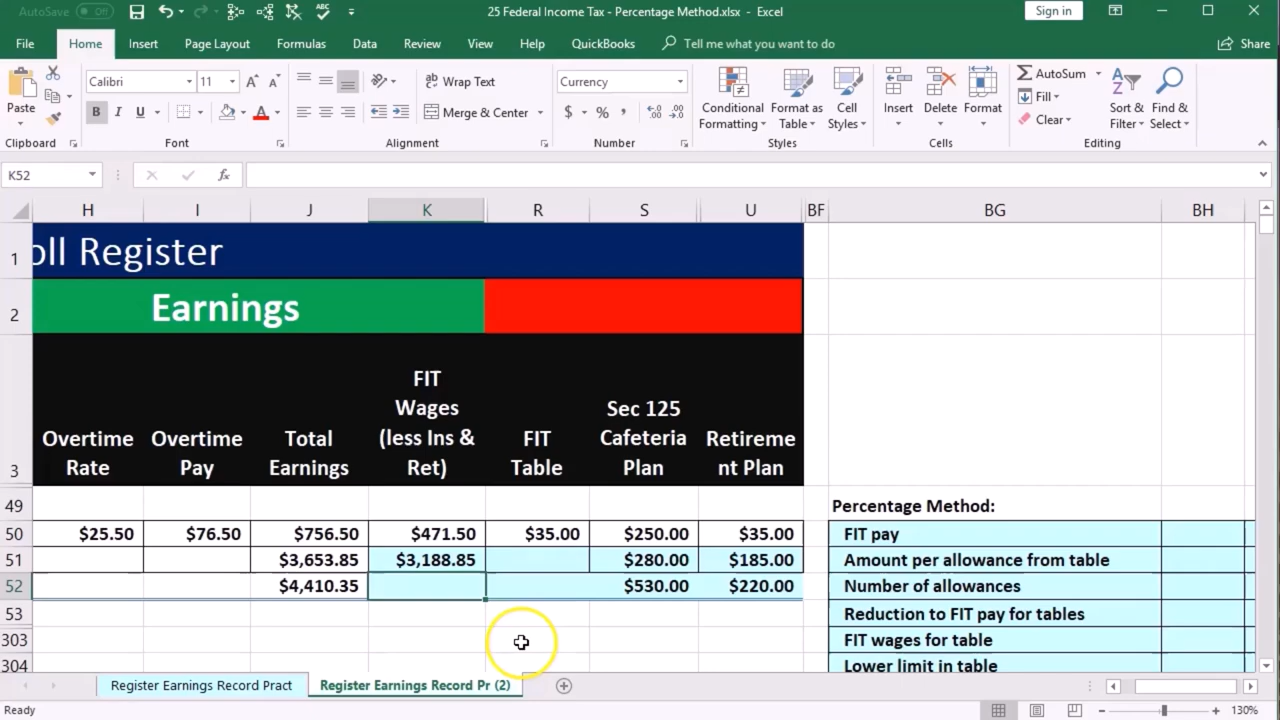 AutoSave Off 25 Federal Income Tax - Percentage Method.xlsx - Excel Sign in
File Home Insert Page Layout Formulas Data Review View Help QuickBooks Tell me what you want to do Share
Paste Calibri 11 A A Wrap Text Currency Conditional Formatting Format as Table Cell Styles Insert Delete Format AutoSum Sort & Filter Find & Select
B I U A Merge & Center $ % , Fill
Clear
Clipboard Font Alignment Number Styles Cells Editing
K52 fx
H I J K R S U BF BG BH
1 oll Register
2 Earnings
3 Overtime Rate Overtime Pay Total Earnings FIT Wages (less Ins & Ret) FIT Table Sec 125 Cafeteria Plan Retireme nt Plan
49 Percentage Method:
50 $25.50 $76.50 $756.50 $471.50 $35.00 $250.00 $35.00 FIT pay
51 $3,653.85 $3,188.85 $280.00 $185.00 Amount per allowance from table
52 $4,410.35 $530.00 $220.00 Number of allowances
53 Reduction to FIT pay for tables
303 FIT wages for table
304 Lower limit in table
Register Earnings Record Pract Register Earnings Record Pr (2)
Ready 130%